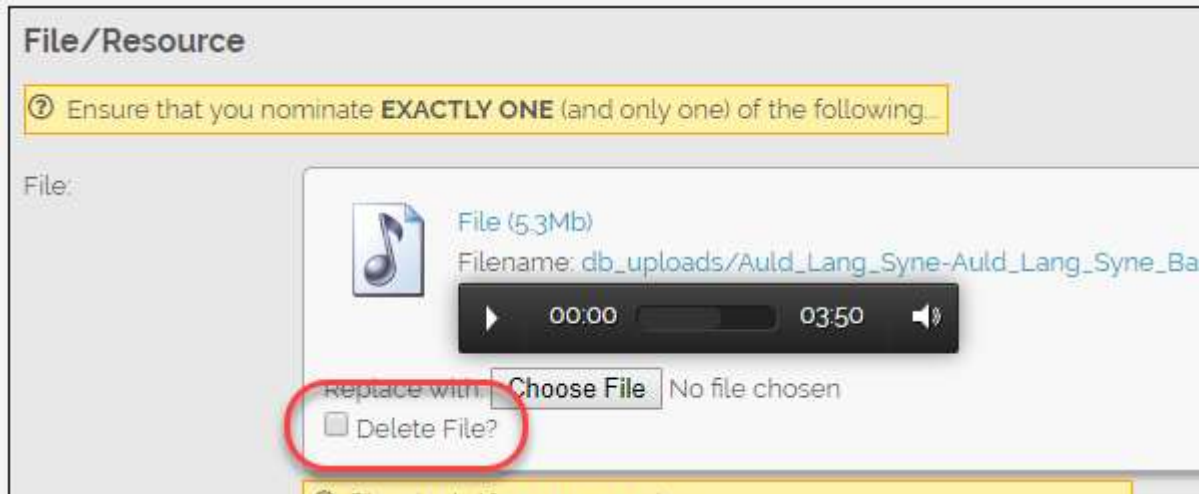 File/Resource
Ensure that you nominate EXACTLY ONE (and only one) of the following...
File:
File (5.3Mb)
Filename: db_uploads/Auld_Lang_Syne-Auld_Lang_Syne_Ba
00:00 03:50
Replace with: Choose File No file chosen
Delete File?